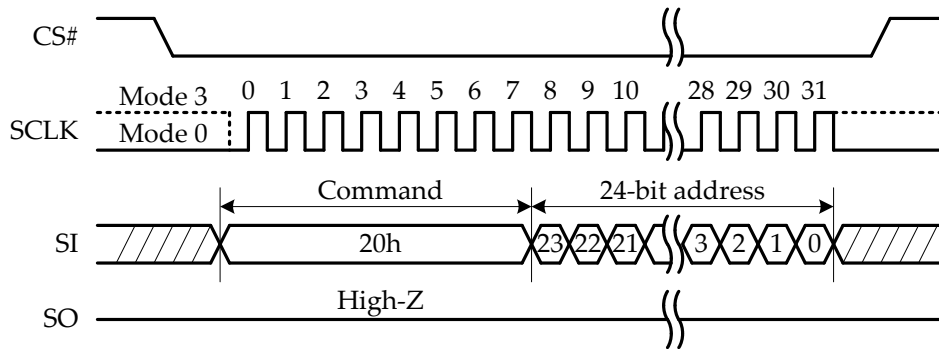 CS#
0 1 2 3 4 5 6 7 8 9 10 28 29 30 31
Mode 3
SCLK
Mode 0
Command 24-bit address
SI 20h 23 22 21 3 2 1 0
High-Z
SO